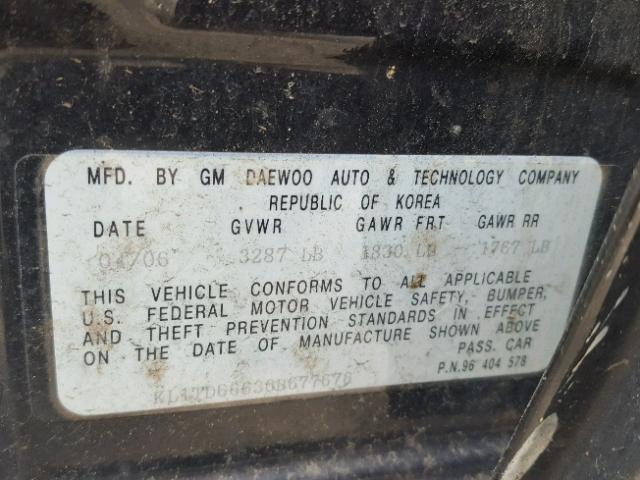 MFD. BY GM DAEWOO AUTO & TECHNOLOGY COMPANY
REPUBLIC OF KOREA
DATE GVWR GAWR FRT GAWR RR
04/06 3287 LB 1830 LB 1767 LB
THIS VEHICLE CONFORMS TO ALL APPLICABLE
U.S. FEDERAL MOTOR VEHICLE SAFETY, BUMPER,
AND THEFT PREVENTION STANDARDS IN EFFECT
ON THE DATE OF MANUFACTURE SHOWN ABOVE
PASS. CAR
P.N.96 404 578